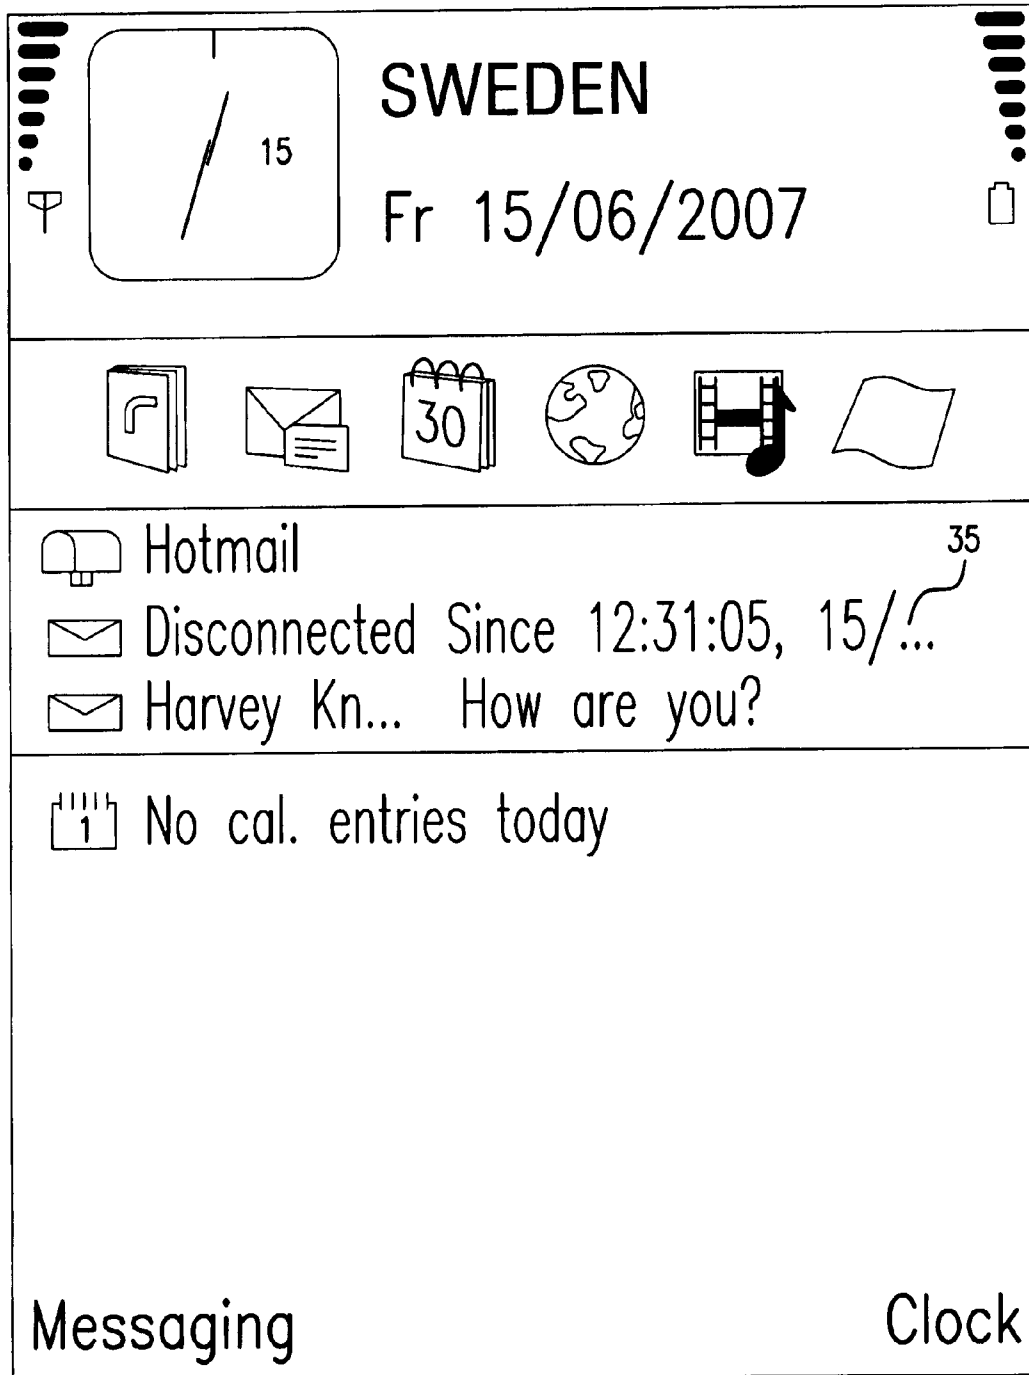 SWEDEN
15
Fr 15/06/2007
30
Hotmail
35
Disconnected Since 12:31:05, 15/...
Harvey Kn... How are you?
1 No cal. entries today
Messaging Clock